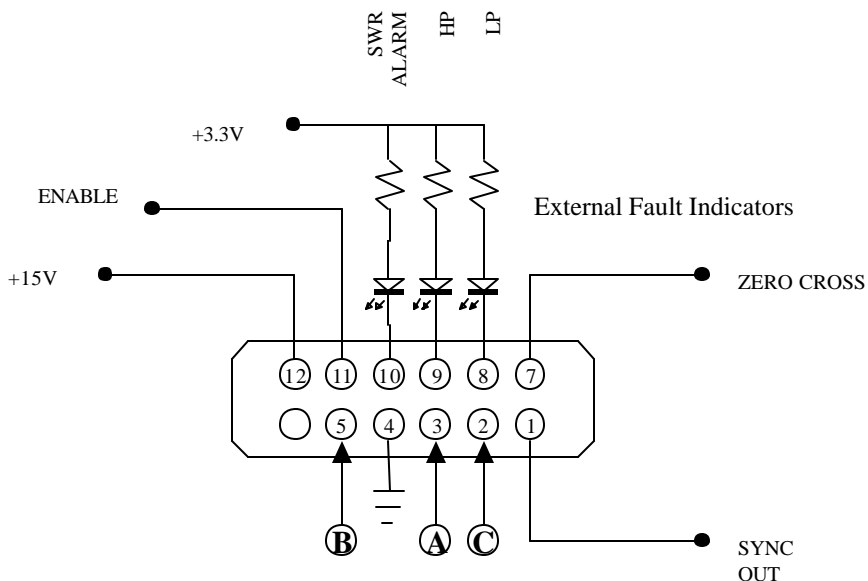 SWR
ALARM
HP
LP
+3.3V
ENABLE
External Fault Indicators
+15V
ZERO CROSS
12 11 10 9 8 7
5 4 3 2 1
B A C
SYNC
OUT